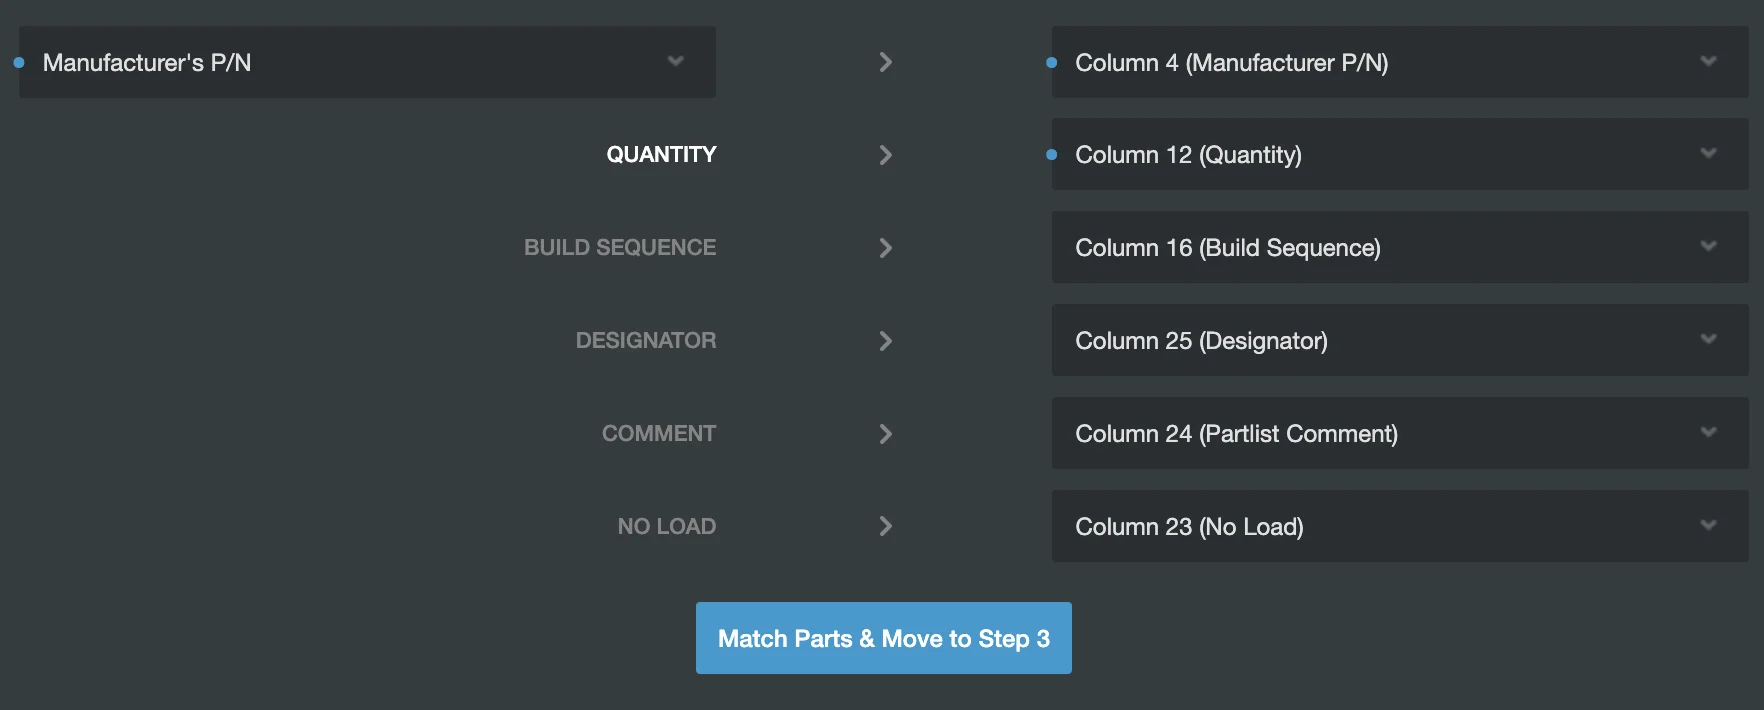 Manufacturer's P/N
Column 4 (Manufacturer P/N)
QUANTITY
Column 12 (Quantity)
BUILD SEQUENCE
Column 16 (Build Sequence)
DESIGNATOR
Column 25 (Designator)
COMMENT
Column 24 (Partlist Comment)
NO LOAD
Column 23 (No Load)
Match Parts & Move to Step 3